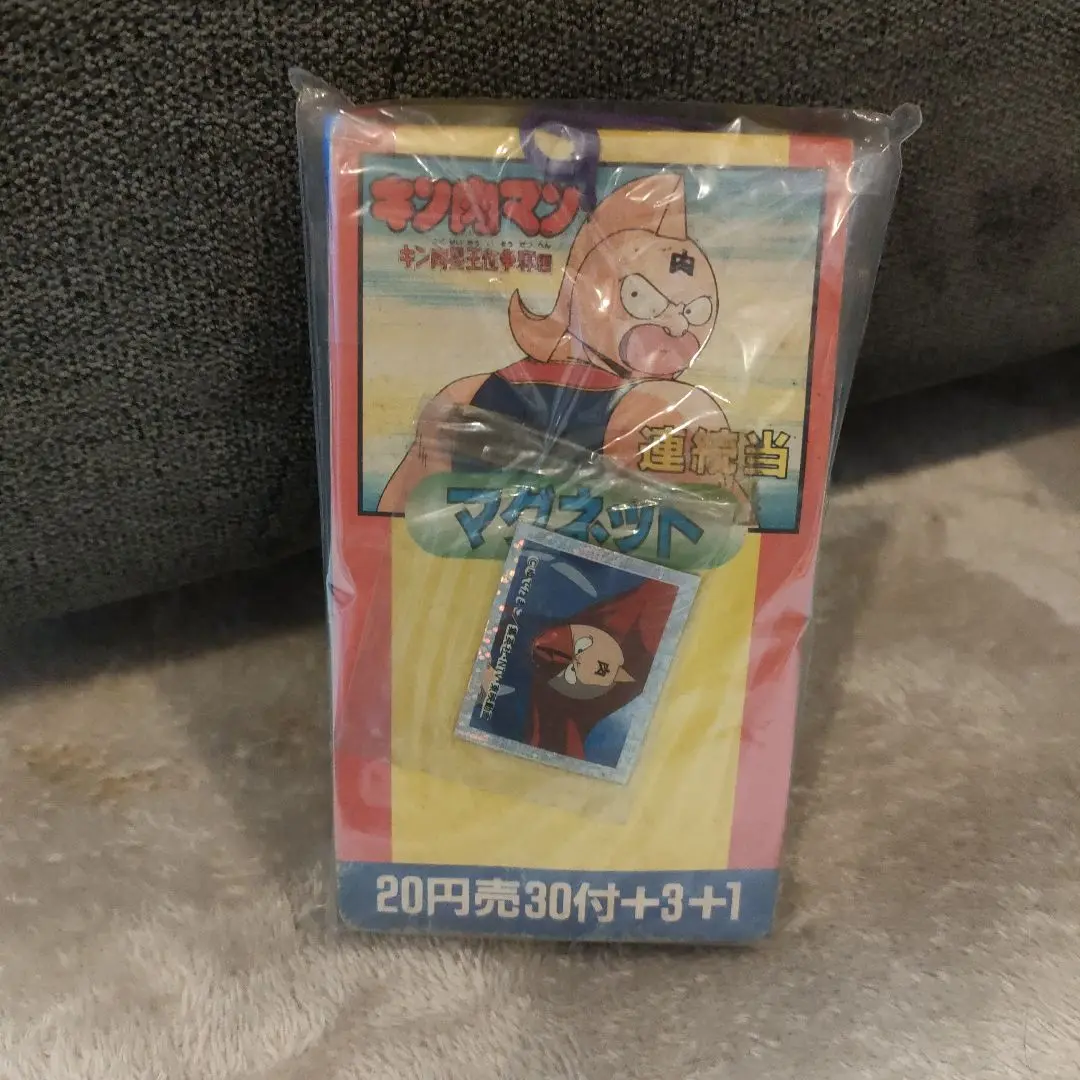 キン肉マン
キン肉星王位争奪編
肉
連続当
マグネット
肉
20円売30付+3+1